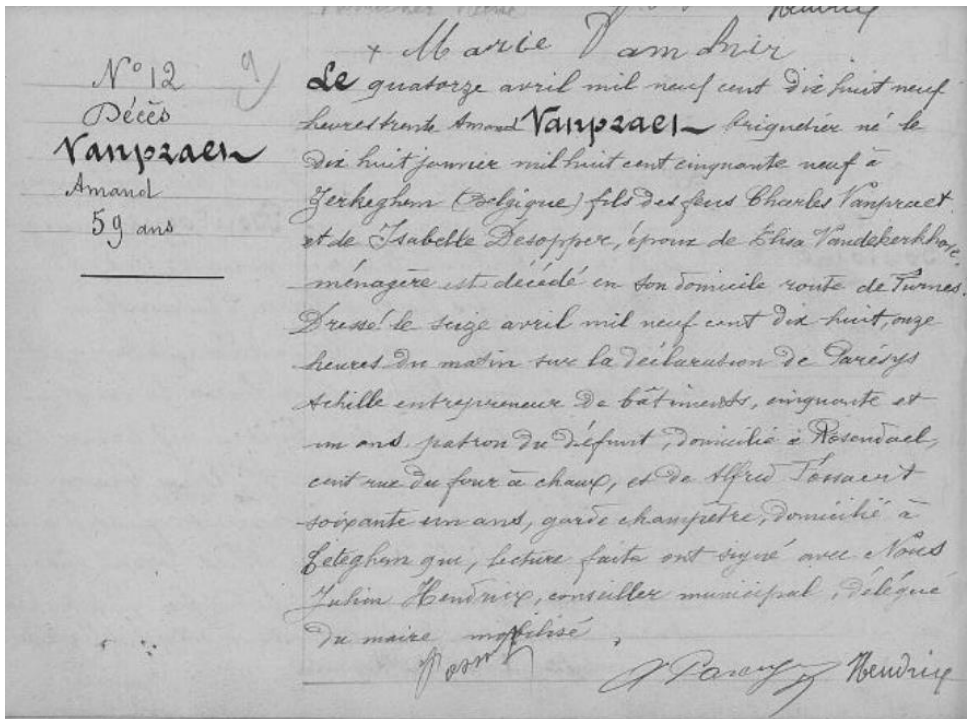 Hendrix
+ Marie Vamdnir
N° 12
Décès
Vanpraet
Amand
59 ans
Le quatorze avril mil neuf cent dix huit neuf
heures trente Amand Vanpraet briquetier né le
dix huit janvier mil huit cent cinquante neuf à
Zerkeghem (Belgique) fils des feus Charles Vanpraet
et de Isabelle Desopper, époux de Elisa Vandekerkhove,
ménagère est décédé en son domicile route de Furnes.
Dressé le seize avril mil neuf cent dix huit, onze
heures du matin sur la déclaration de Parésys
Achille entrepreneur de bâtiments, cinquante et
un ans patron du défunt, domicilié à Rosendael,
cent rue du four à chaux, et de Alfred Possaert
soixante un ans, garde champêtre, domicilié à
Leteghem qui, lecture faite ont signé avec Nous
Julien Hendrix, conseiller municipal, délégué
du maire mobilisé.
Hendrix